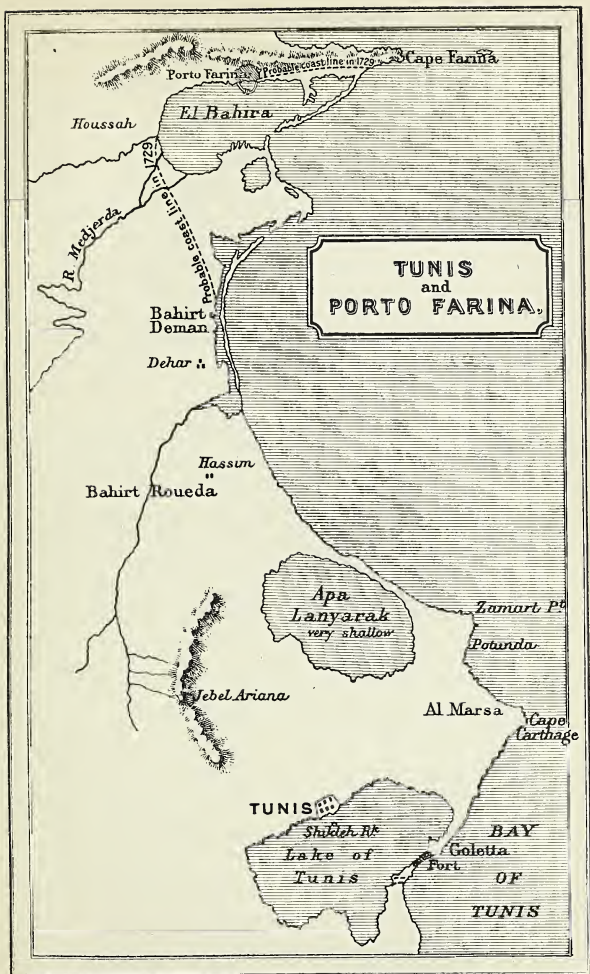 Cape Farina
Probable coast line in 1729
Porto Farina
El Bahira
Houssah
Probable coast line in 1729
R. Medjerda
TUNIS
and
PORTO FARINA.
Bahirt
Deman
Dehar
Hassim
Bahirt Roueda
Apa
Lanyarak
very shallow
Zamart Pt.
Potunda
Jebel Ariana
Al Marsa
Cape
Carthage
TUNIS
Shikleh Rk
BAY
Lake of
Goletta
Fort
Tunis
OF
TUNIS